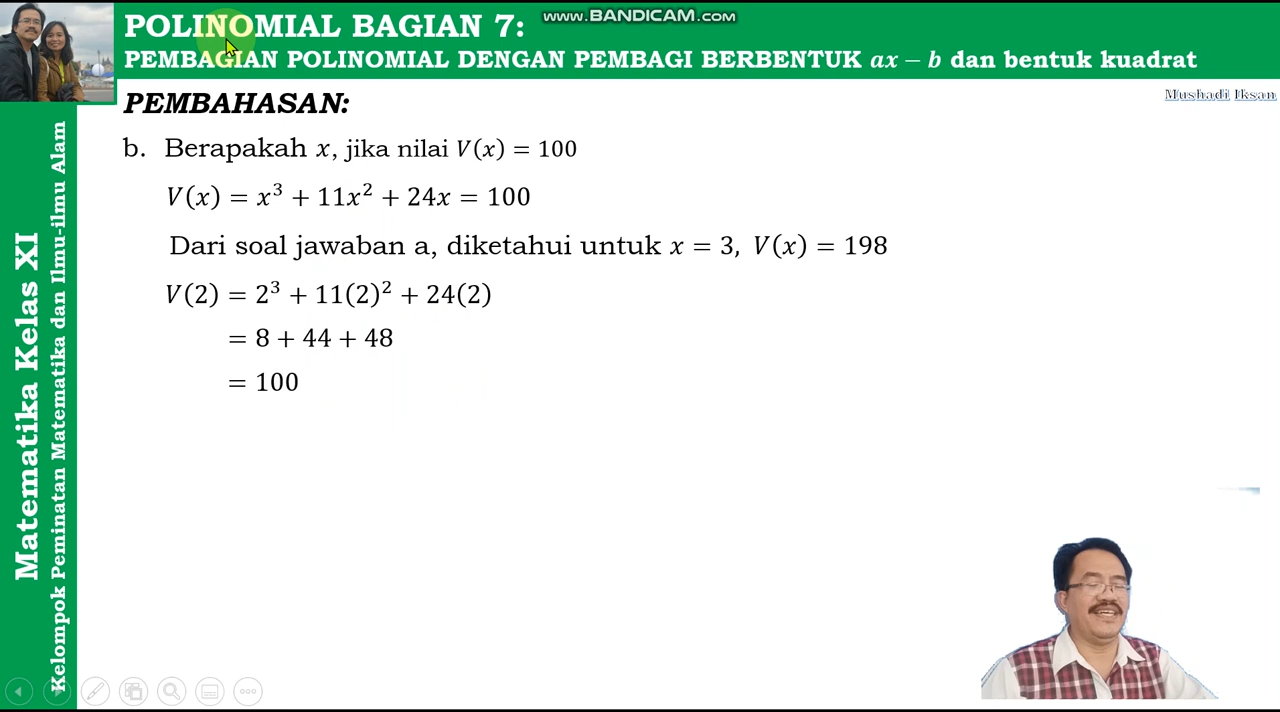 www.BANDICAM.com
POLINOMIAL BAGIAN 7:
PEMBAGIAN POLINOMIAL DENGAN PEMBAGI BERBENTUK ax − b dan bentuk kuadrat
Mushadi Iksan
PEMBAHASAN:
b. Berapakah x, jika nilai V(x) = 100
V(x) = x³ + 11x² + 24x = 100
Dari soal jawaban a, diketahui untuk x = 3, V(x) = 198
V(2) = 2³ + 11(2)² + 24(2)
= 8 + 44 + 48
= 100
Matematika Kelas XI
Kelompok Peminatan Matematika dan Ilmu-ilmu Alam